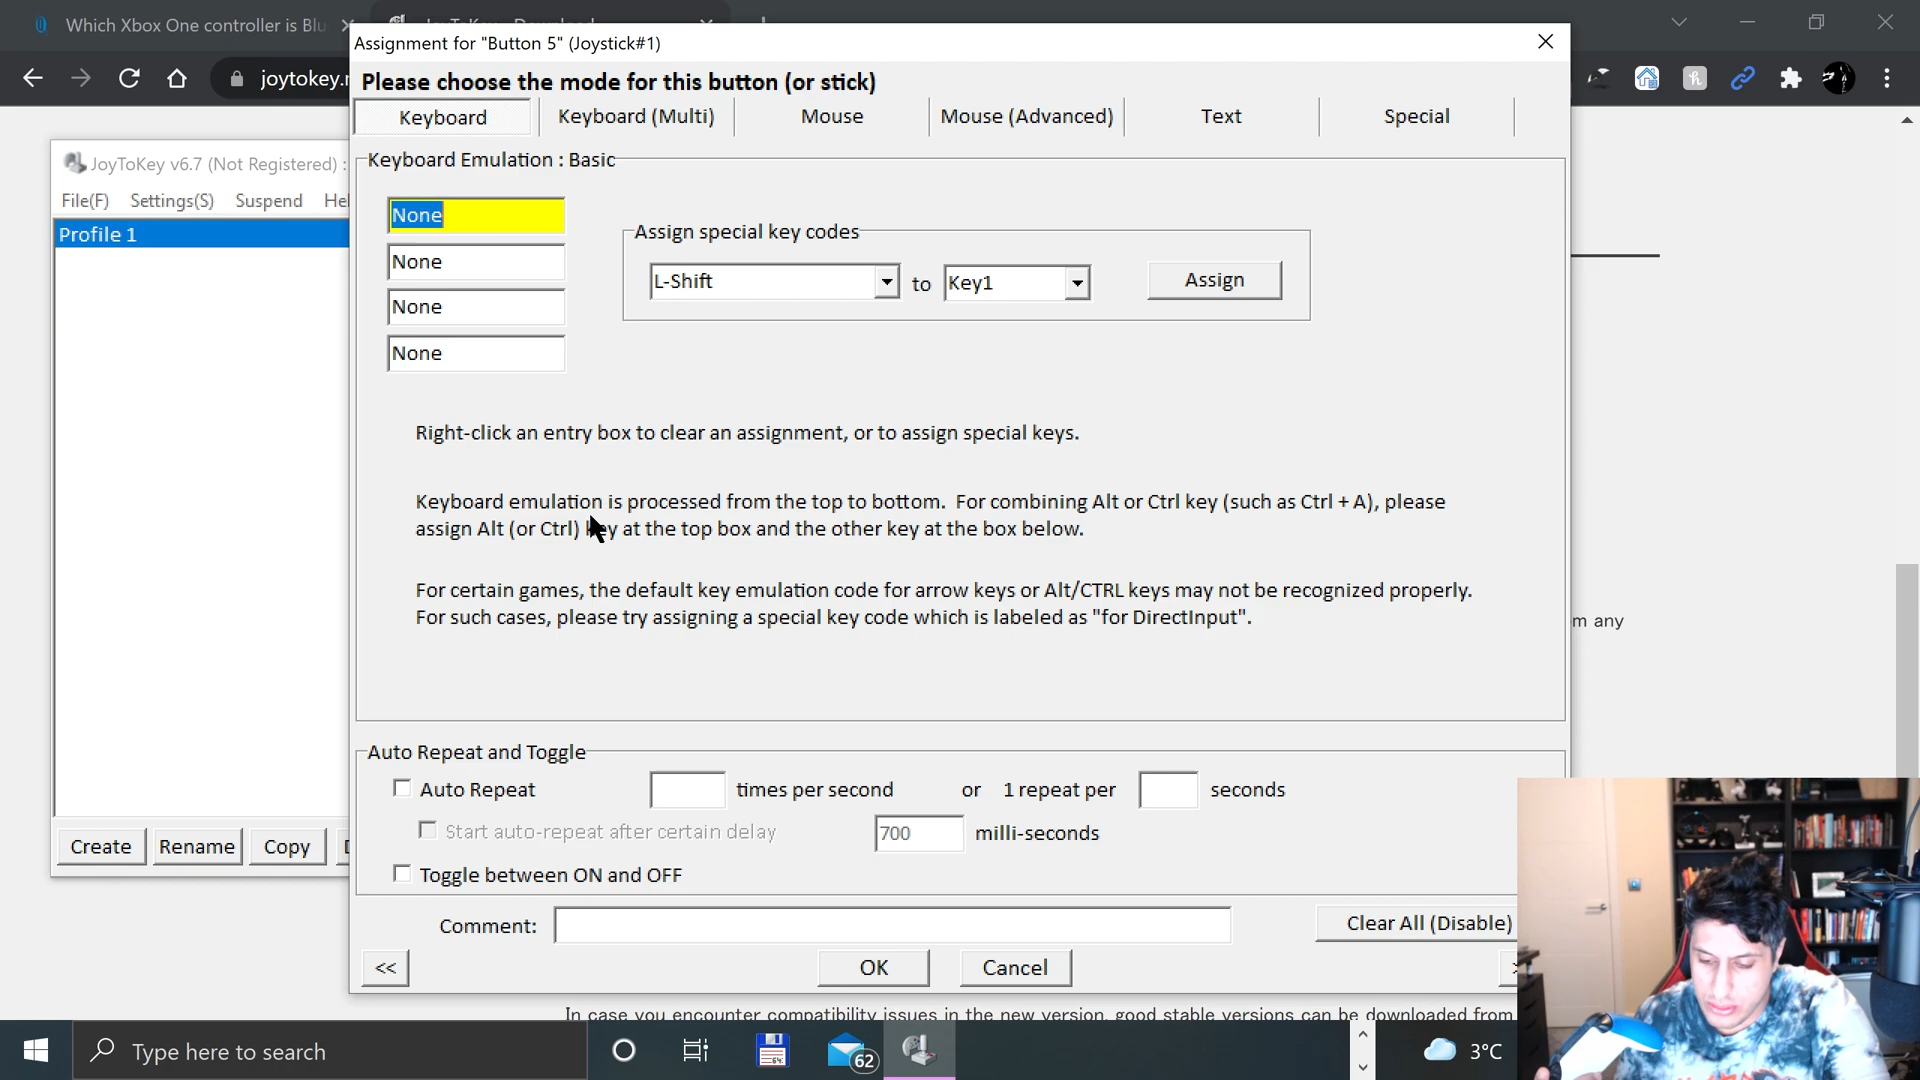 Which Xbox One controller is Blu
joytokey.n
Assignment for "Button 5" (Joystick#1)
Please choose the mode for this button (or stick)
Keyboard
Keyboard (Multi)
Mouse
Mouse (Advanced)
Text
Special
JoyToKey v6.7 (Not Registered) :
File(F) Settings(S) Suspend Hel
Profile 1
Keyboard Emulation : Basic
None
None
None
None
Assign special key codes
L-Shift
to
Key1
Assign
Right-click an entry box to clear an assignment, or to assign special keys.
Keyboard emulation is processed from the top to bottom. For combining Alt or Ctrl key (such as Ctrl + A), please
assign Alt (or Ctrl) key at the top box and the other key at the box below.
For certain games, the default key emulation code for arrow keys or Alt/CTRL keys may not be recognized properly.
For such cases, please try assigning a special key code which is labeled as "for DirectInput".
m any
Auto Repeat and Toggle
Auto Repeat
times per second or 1 repeat per
seconds
Start auto-repeat after certain delay
700
milli-seconds
Toggle between ON and OFF
Create Rename Copy
Comment:
Clear All (Disable)
<<
OK
Cancel
In case you encounter compatibility issues in the new version, good stable versions can be downloaded from
Type here to search
64
62
3°C